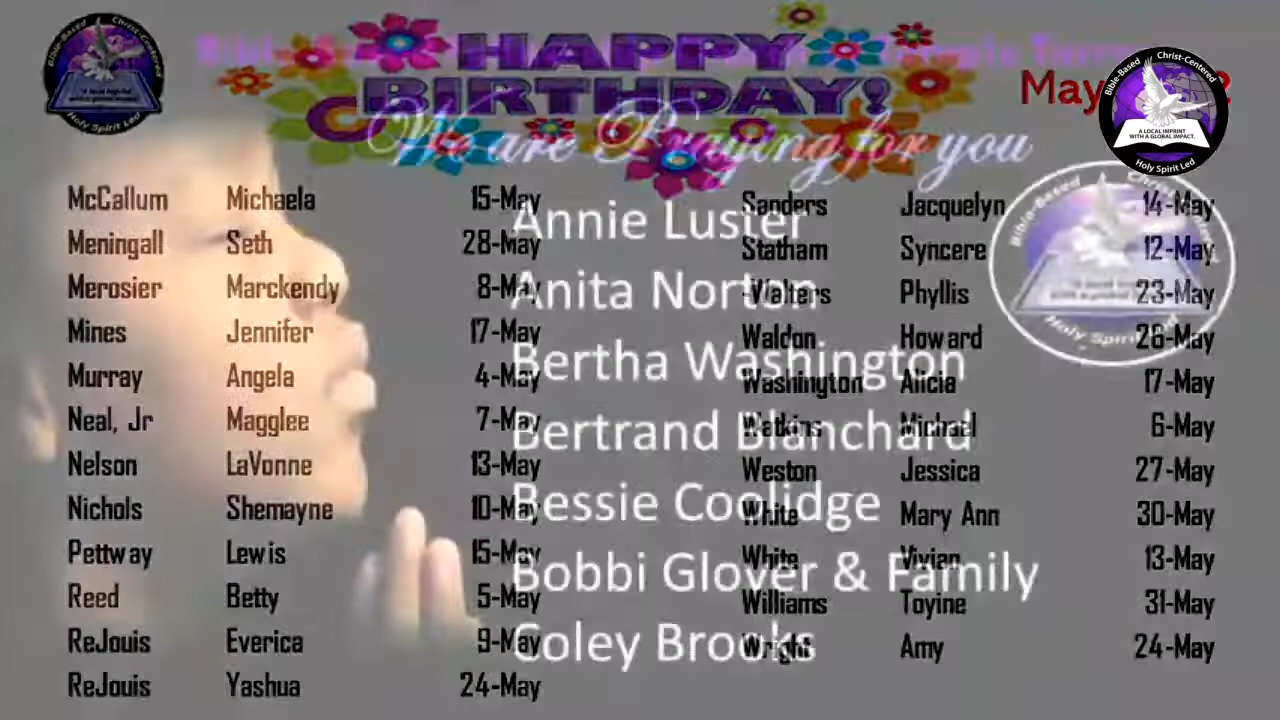 HAPPY
BIRTHDAY!
We are Praying for you
May
Bible-Based Christ-Centered
A LOCAL IMPRINT
WITH A GLOBAL IMPACT.
Holy Spirit Led
McCallum Michaela 15-May
Meningall Seth 28-May
Merosier Marckendy 8-May
Mines Jennifer 17-May
Murray Angela 4-May
Neal, Jr Magglee 7-May
Nelson LaVonne 13-May
Nichols Shemayne 10-May
Pettway Lewis 15-May
Reed Betty 5-May
ReJouis Everica 9-May
ReJouis Yashua 24-May
Annie Luster
Anita Norton
Bertha Washington
Bertrand Blanchard
Bessie Coolidge
Bobbi Glover & Family
Coley Brooks
Sanders Jacquelyn 14-May
Statham Syncere 12-May
Walters Phyllis 23-May
Waldon Howard 28-May
Washington Alicia 17-May
Watkins Michael 6-May
Weston Jessica 27-May
White Mary Ann 30-May
White Vivian 13-May
Williams Toyine 31-May
Wright Amy 24-May